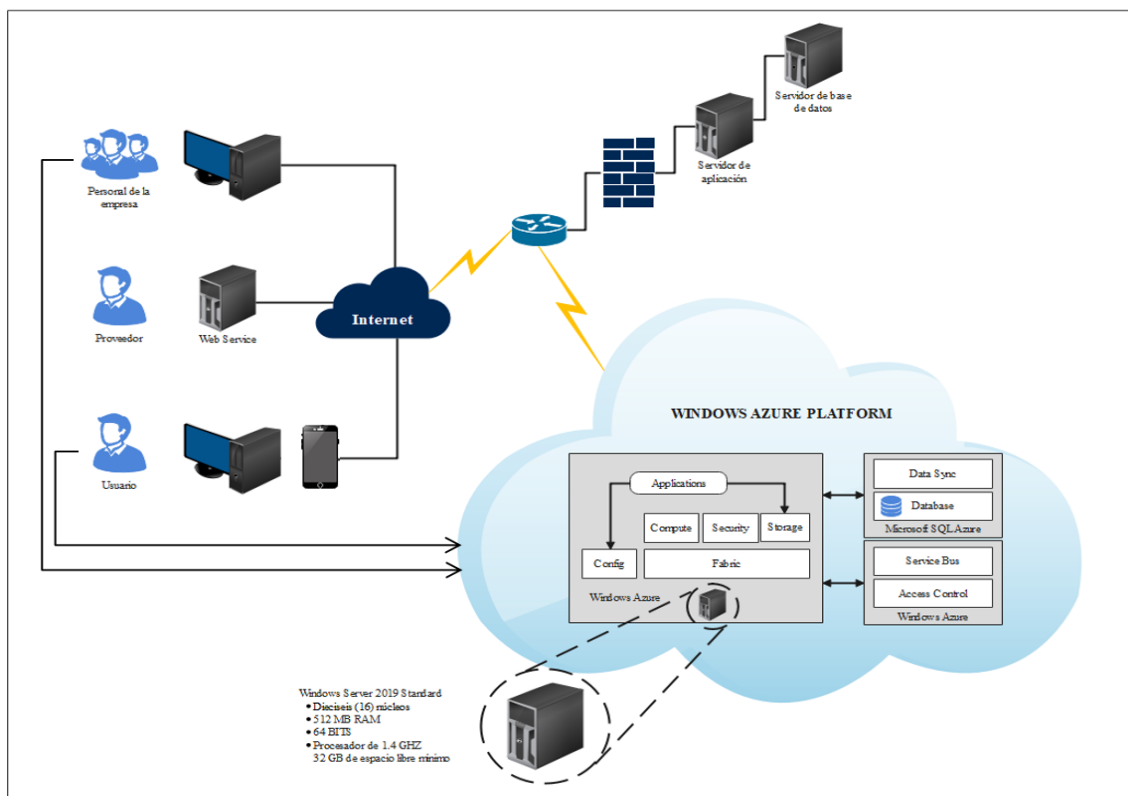 Servidor de base
de datos
Servidor de
aplicación
Personal de la
empresa
Internet
Proveedor
Web Service
Usuario
WINDOWS AZURE PLATFORM
Applications
Compute
Security
Storage
Config
Fabric
Windows Azure
Data Sync
Database
Microsoft SQL Azure
Service Bus
Access Control
Windows Azure
Windows Server 2019 Standard
• Dieciseis (16) núcleos
• 512 MB RAM
• 64 BITS
• Procesador de 1.4 GHZ
32 GB de espacio libre mínimo